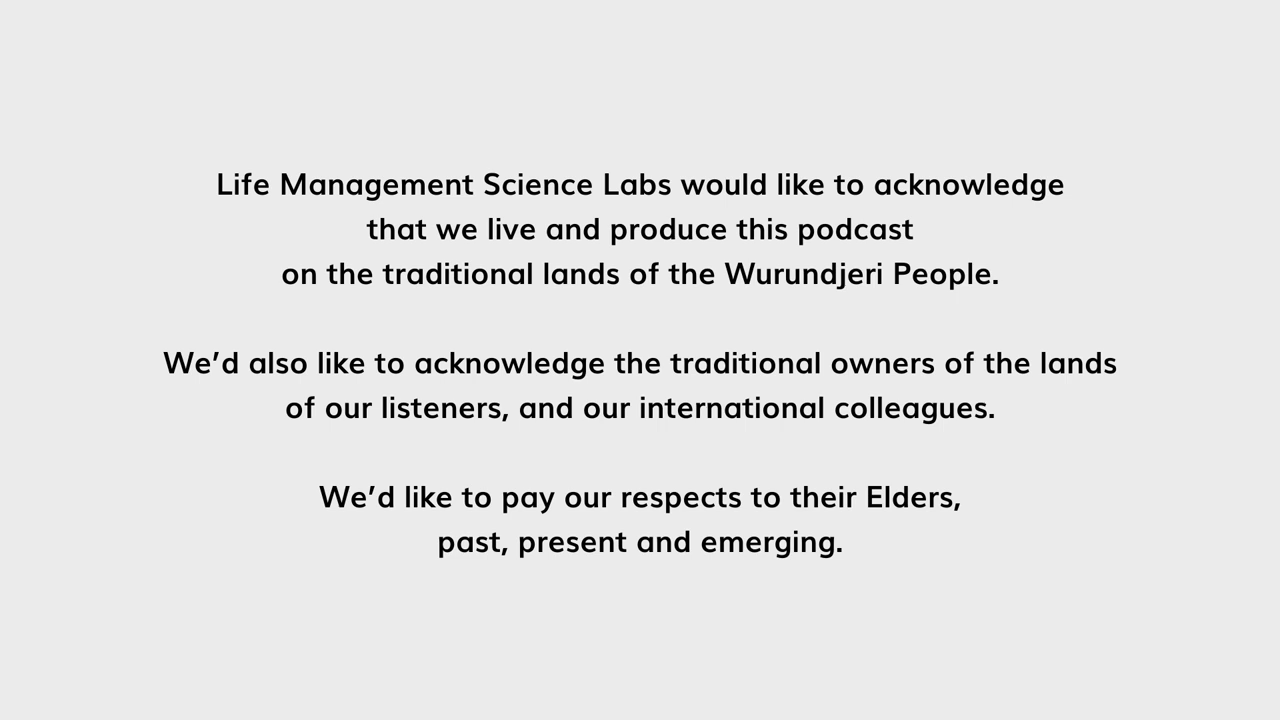 Life Management Science Labs would like to acknowledge
that we live and produce this podcast
on the traditional lands of the Wurundjeri People.
We’d also like to acknowledge the traditional owners of the lands
of our listeners, and our international colleagues.
We’d like to pay our respects to their Elders,
past, present and emerging.